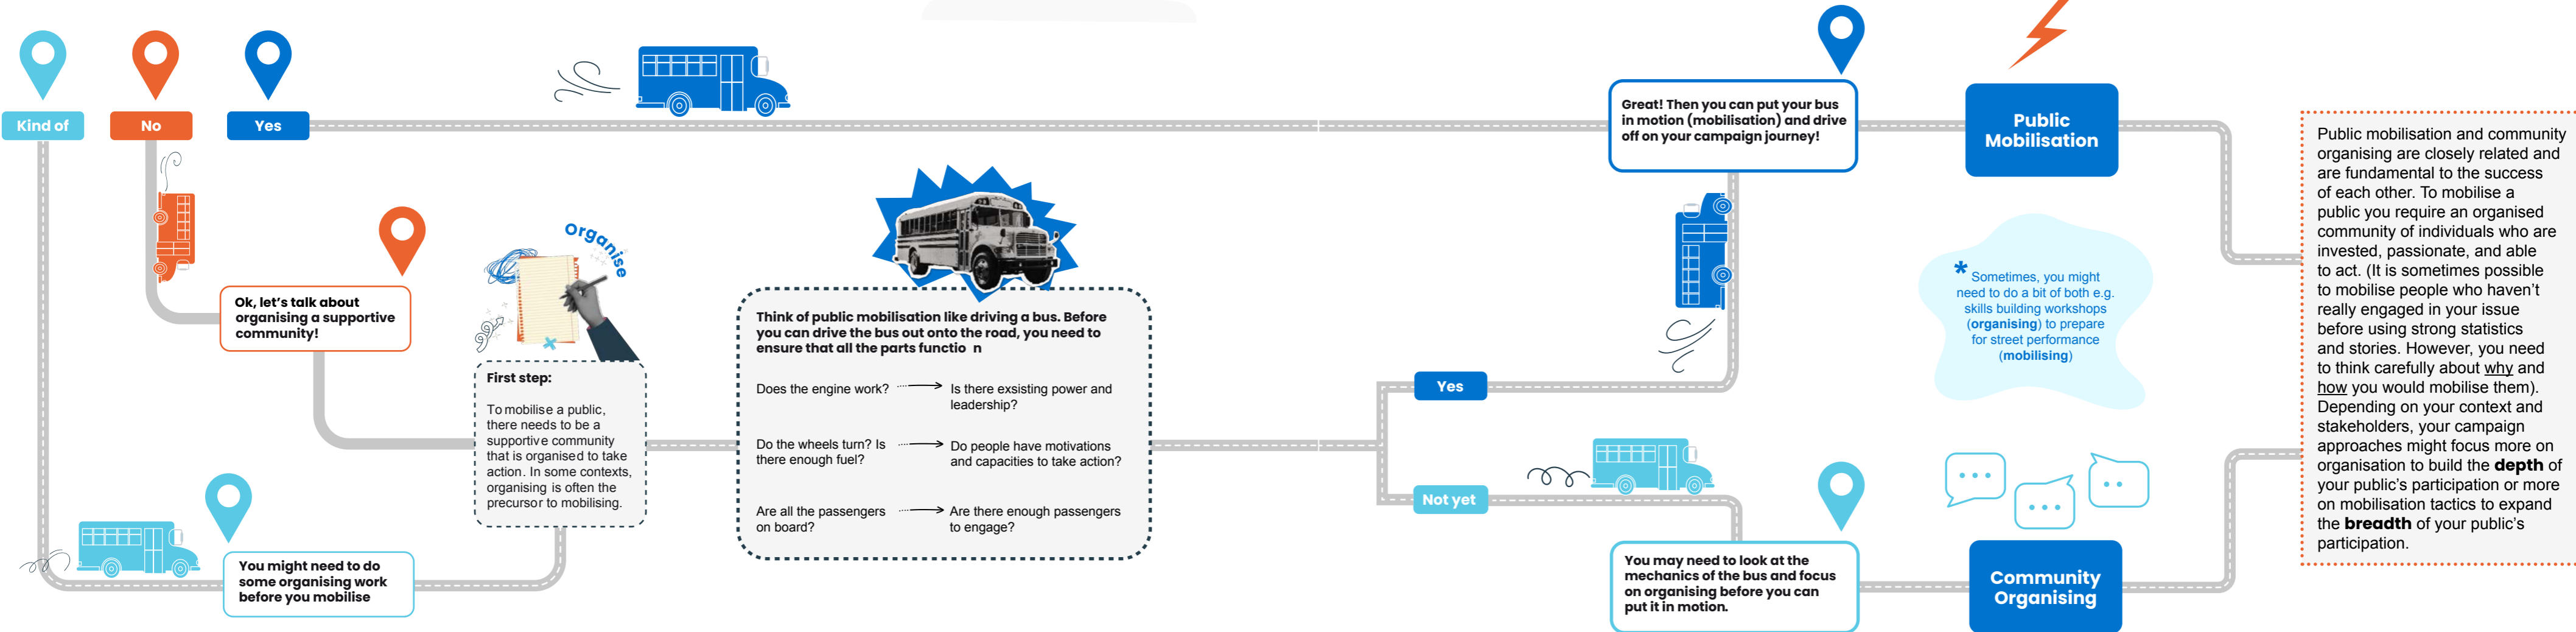 Kind of
No
Yes
Ok, let's talk about
organising a supportive
community!
You might need to do
some organising work
before you mobilise
Organise
First step:
To mobilise a public,
there needs to be a
supportive community
that is organised to take
action. In some contexts,
organising is often the
precursor to mobilising.
Think of public mobilisation like driving a bus. Before
you can drive the bus out onto the road, you need to
ensure that all the parts functio n
Does the engine work?
Is there exsisting power and
leadership?
Do the wheels turn? Is
there enough fuel?
Do people have motivations
and capacities to take action?
Are all the passengers
on board?
Are there enough passengers
to engage?
Yes
Not yet
Great! Then you can put your bus
in motion (mobilisation) and drive
off on your campaign journey!
You may need to look at the
mechanics of the bus and focus
on organising before you can
put it in motion.
Public
Mobilisation
* Sometimes, you might
need to do a bit of both e.g.
skills building workshops
(organising) to prepare
for street performance
(mobilising)
Community
Organising
Public mobilisation and community
organising are closely related and
are fundamental to the success
of each other. To mobilise a
public you require an organised
community of individuals who are
invested, passionate, and able
to act. (It is sometimes possible
to mobilise people who haven't
really engaged in your issue
before using strong statistics
and stories. However, you need
to think carefully about why and
how you would mobilise them).
Depending on your context and
stakeholders, your campaign
approaches might focus more on
organisation to build the depth of
your public's participation or more
on mobilisation tactics to expand
the breadth of your public's
participation.